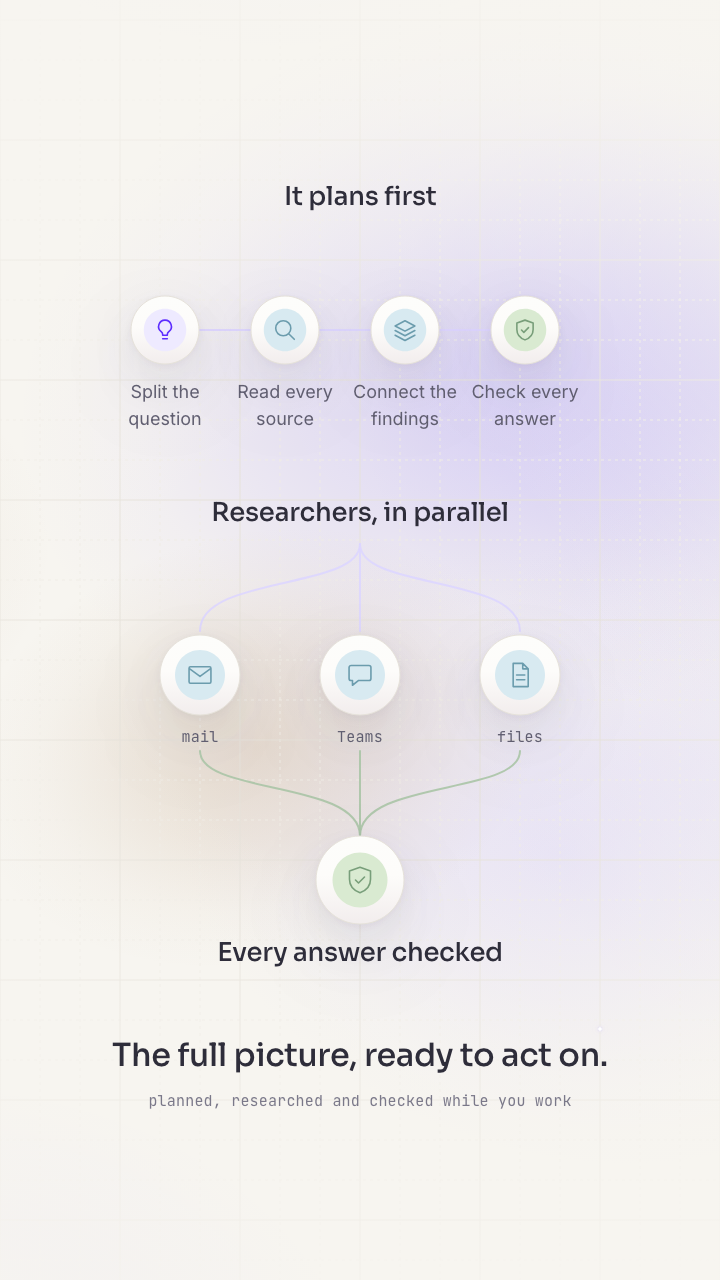 It plans first
Split the question
Read every source
Connect the findings
Check every answer
Researchers, in parallel
mail
Teams
files
Every answer checked
The full picture, ready to act on.
planned, researched and checked while you work